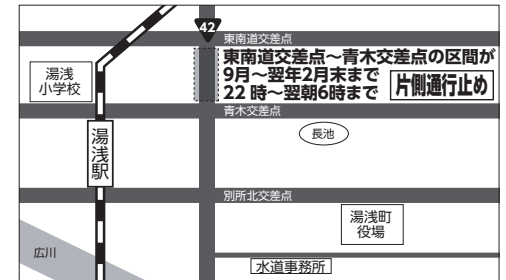 42
東南道交差点
東南道交差点～青木交差点の区間が
9月～翌年2月末まで
22時～翌朝6時まで 片側通行止め
湯浅
小学校
青木交差点
長池
湯浅駅
別所北交差点
湯浅町
役場
広川
水道事務所